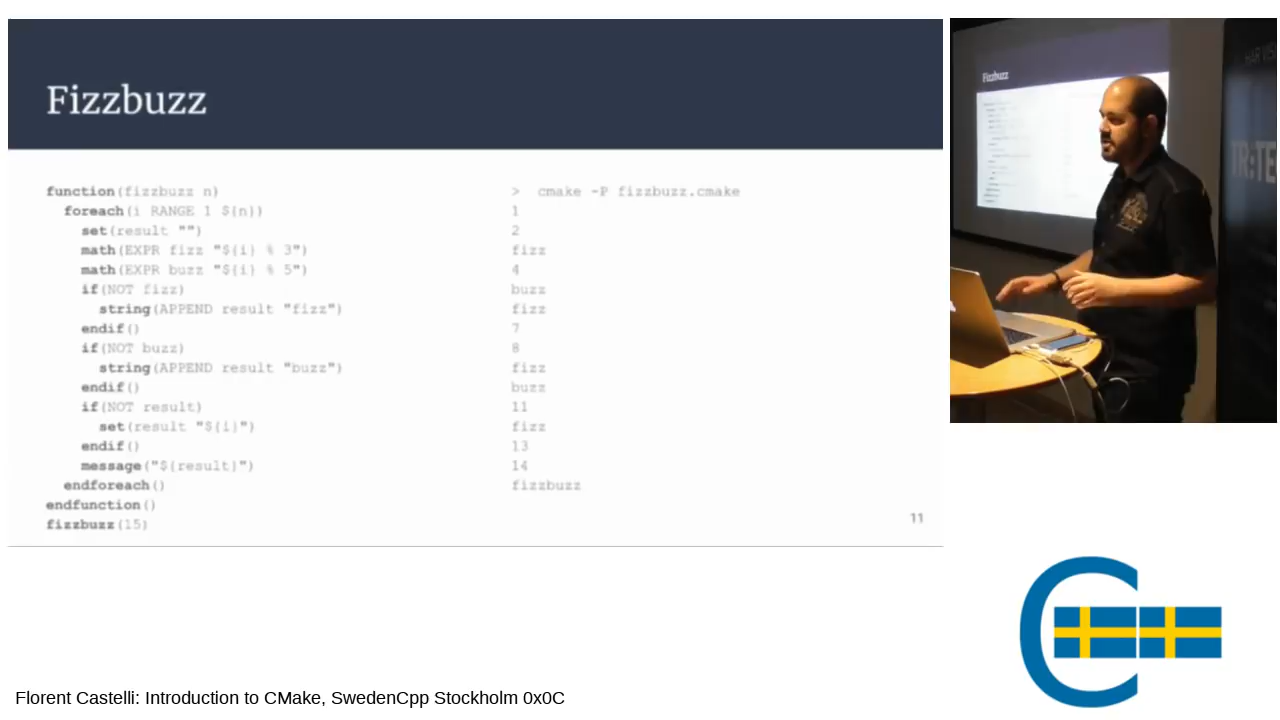 Fizzbuzz
function(fizzbuzz n)
foreach(i RANGE 1 ${n})
set(result "")
math(EXPR fizz "${i} % 3")
math(EXPR buzz "${i} % 5")
if(NOT fizz)
string(APPEND result "fizz")
endif()
if(NOT buzz)
string(APPEND result "buzz")
endif()
if(NOT result)
set(result "${i}")
endif()
message("${result}")
endforeach()
endfunction()
fizzbuzz(15)
> cmake -P fizzbuzz.cmake
1
2
fizz
4
buzz
fizz
7
8
fizz
buzz
11
fizz
13
14
fizzbuzz
11
Fizzbuzz
HAR VI
C
Florent Castelli: Introduction to CMake, SwedenCpp Stockholm 0x0C